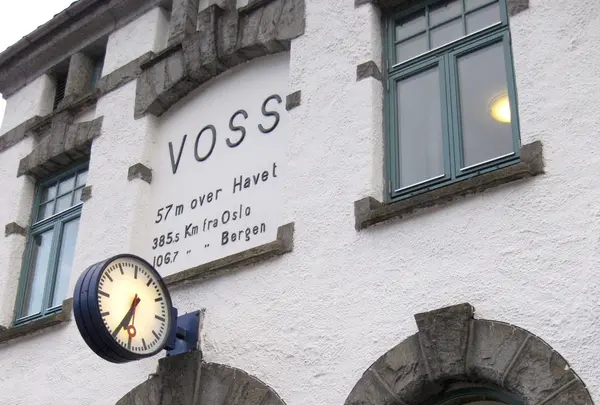 VOSS
57 m over Havet
385.5 Km fra Oslo
106.7 " " Bergen